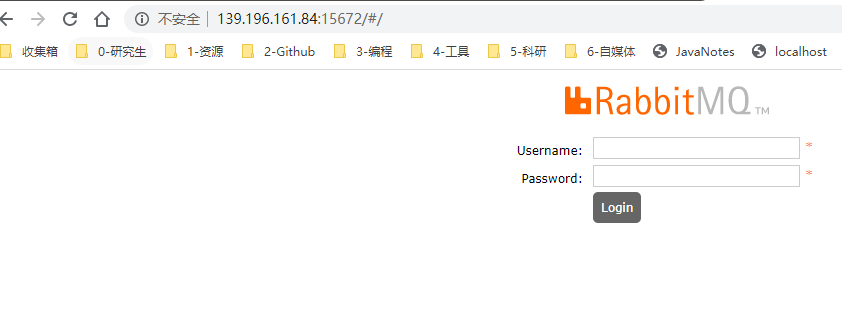 不安全 139.196.161.84:15672/#/
收集箱 0-研究生 1-资源 2-Github 3-编程 4-工具 5-科研 6-自媒体 JavaNotes localhost
RabbitMQ TM
Username: *
Password: *
Login